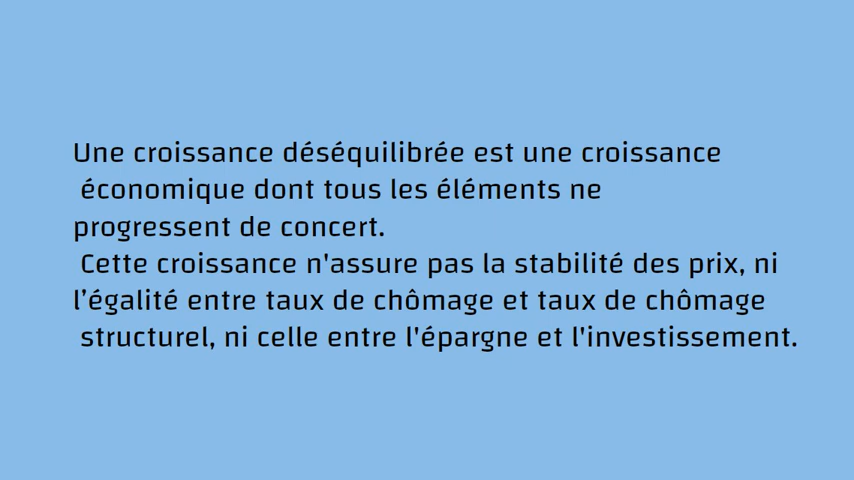 Une croissance déséquilibrée est une croissance
économique dont tous les éléments ne
progressent de concert.
Cette croissance n'assure pas la stabilité des prix, ni
l’égalité entre taux de chômage et taux de chômage
structurel, ni celle entre l'épargne et l'investissement.